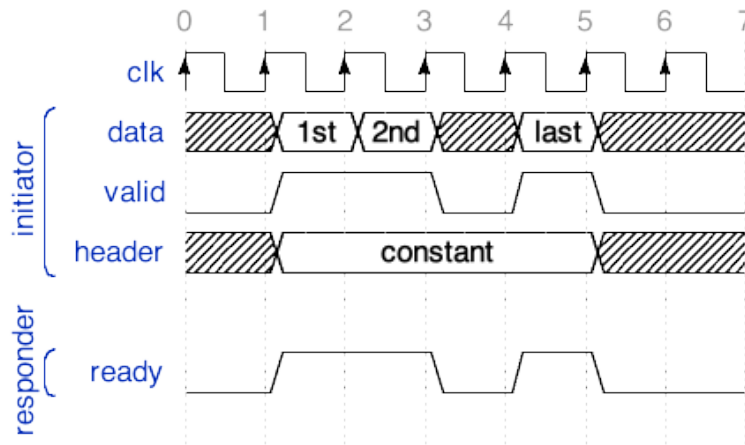 0 1 2 3 4 5 6 7
clk
initiator
data 1st 2nd last
valid
header constant
responder
ready